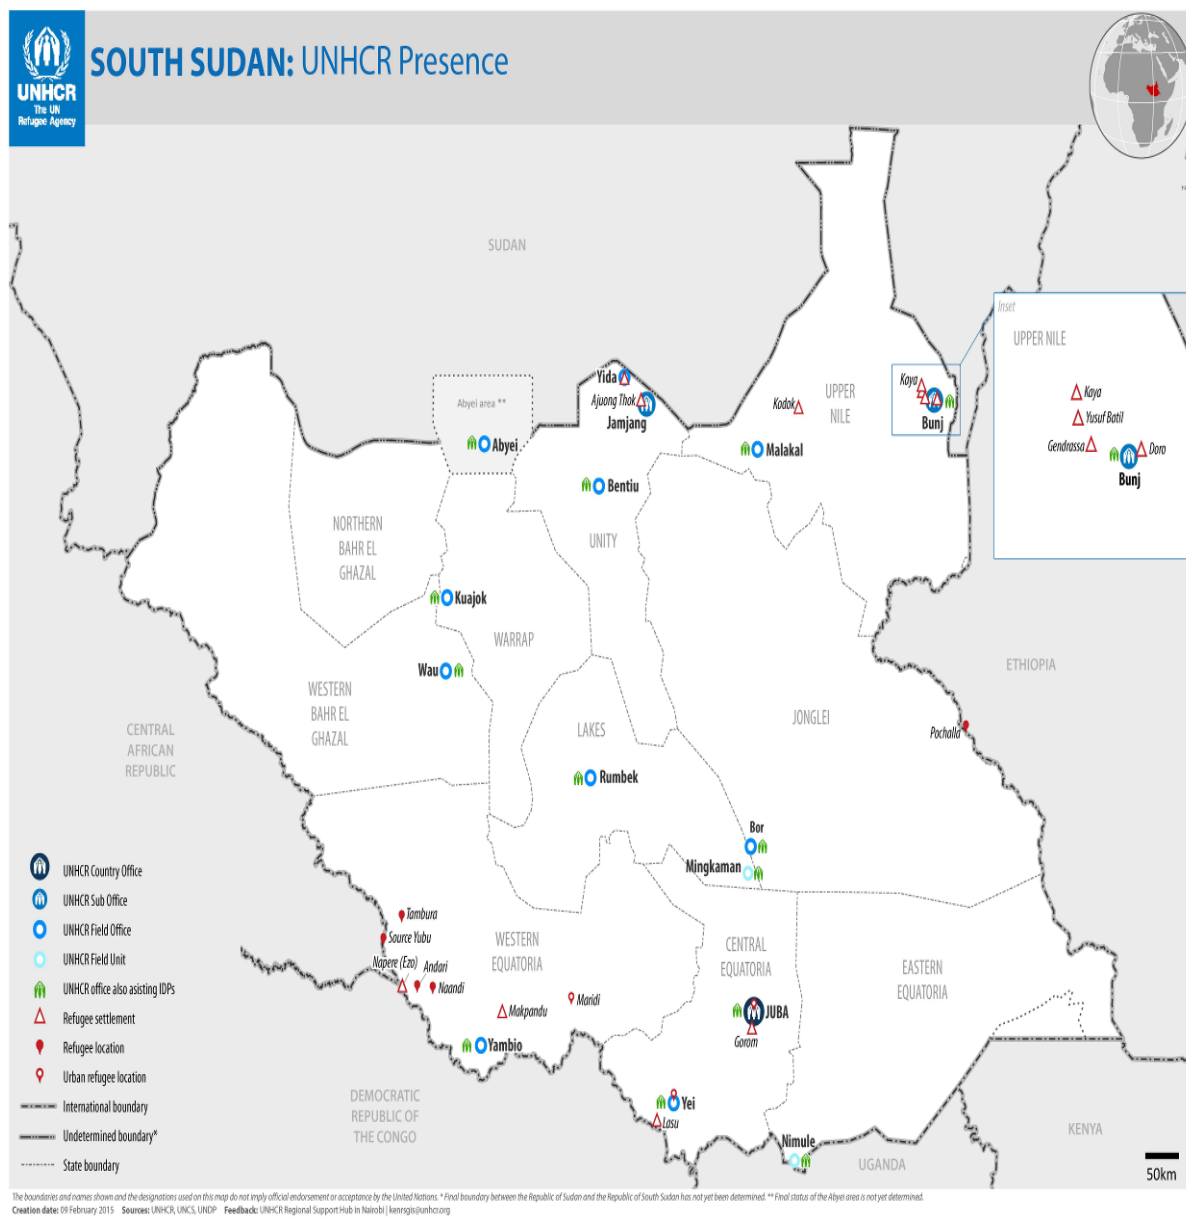 UNHCR
The UN
Refugee Agency
SOUTH SUDAN: UNHCR Presence
SUDAN
Inset
UPPER NILE
Kaya
Yusuf Batil
Gendrassa
Doro
Bunj
Yida
Ajuong Thok
Jamjang
Abyei area **
Abyei
Kodok
UPPER
NILE
Kaya
Bunj
Malakal
Bentiu
NORTHERN
BAHR EL
GHAZAL
UNITY
Kuajok
WARRAP
Wau
ETHIOPIA
WESTERN
BAHR EL
GHAZAL
JONGLEI
LAKES
Pochalla
CENTRAL
AFRICAN
REPUBLIC
Rumbek
Bor
Mingkaman
UNHCR Country Office
UNHCR Sub Office
UNHCR Field Office
UNHCR Field Unit
UNHCR office also asisting IDPs
Refugee settlement
Refugee location
Urban refugee location
International boundary
Undetermined boundary*
State boundary
Tambura
Source Yubu
Napere (Ezo)
Andari
Naandi
WESTERN
EQUATORIA
Makpandu
Maridi
Yambio
CENTRAL
EQUATORIA
EASTERN
EQUATORIA
JUBA
Gorom
Yei
Lasu
Nimule
DEMOCRATIC
REPUBLIC OF
THE CONGO
UGANDA
KENYA
50km
The boundaries and names shown and the designations used on this map do not imply official endorsement or acceptance by the United Nations. * Final boundary between the Republic of Sudan and the Republic of South Sudan has not yet been determined. ** Final status of the Abyei area is not yet determined.
Creation date: 09 February 2015 Sources: UNHCR, UNCS, UNDP Feedback: UNHCR Regional Support Hub in Nairobi | kenrsgis@unhcr.org